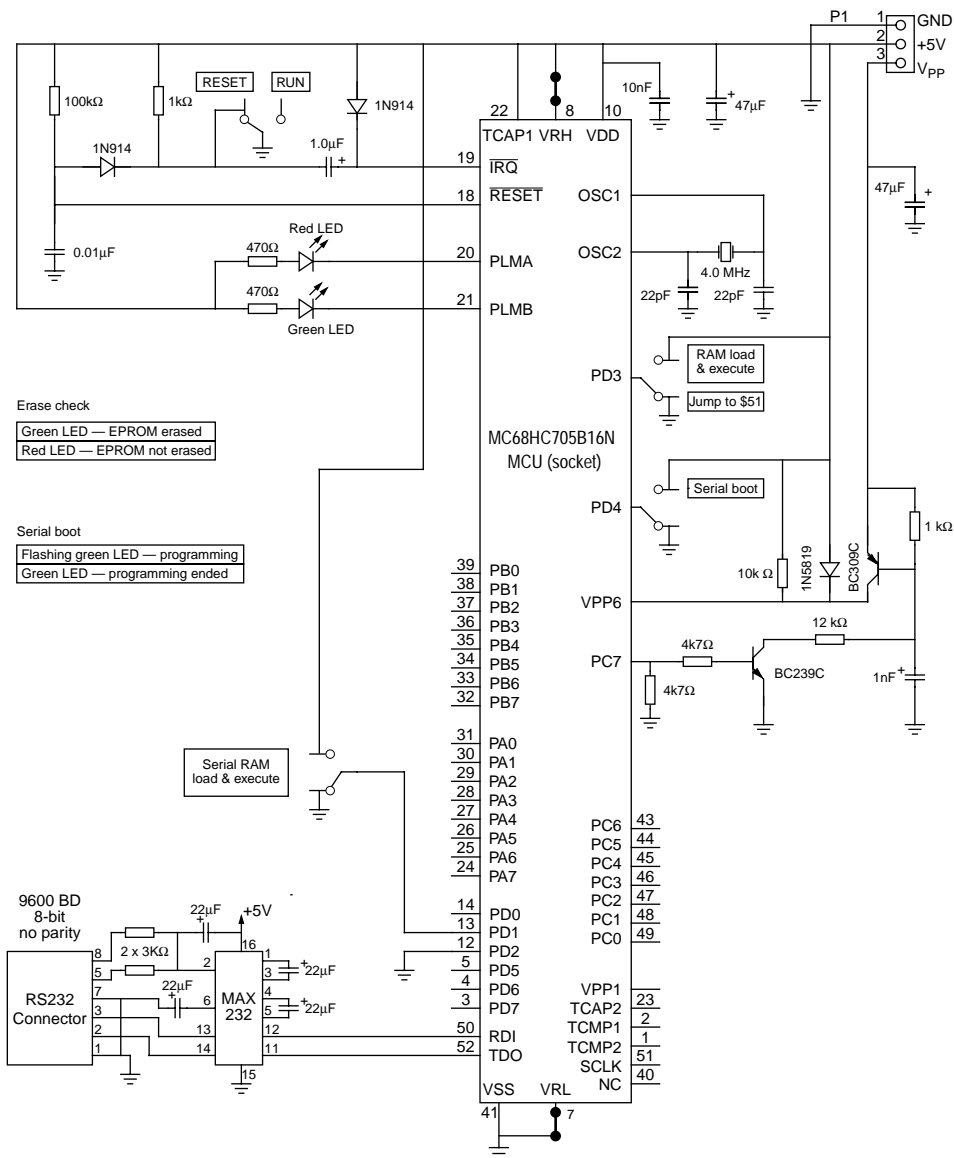 P1
1
GND
2
+5V
3
VPP
RESET
RUN
100kΩ
1kΩ
1N914
10nF
+
47µF
22
8
10
TCAP1
VRH
VDD
1N914
1.0µF
+
19
IRQ
18
RESET
OSC1
47µF
+
0.01µF
Red LED
470Ω
20
PLMA
OSC2
4.0 MHz
470Ω
21
PLMB
22pF
22pF
Green LED
RAM load
& execute
PD3
Jump to $51
Erase check
Green LED — EPROM erased
Red LED — EPROM not erased
MC68HC705B16N
MCU (socket)
Serial boot
PD4
Serial boot
Flashing green LED — programming
Green LED — programming ended
1 kΩ
10k Ω
1N5819
BC309C
39
PB0
38
PB1
37
PB2
36
PB3
35
PB4
34
PB5
33
PB6
32
PB7
VPP6
12 kΩ
4k7Ω
PC7
BC239C
4k7Ω
1nF
+
31
PA0
30
PA1
29
PA2
28
PA3
27
PA4
26
PA5
25
PA6
24
PA7
Serial RAM
load & execute
PC6
43
PC5
44
PC4
45
PC3
46
PC2
47
PC1
48
PC0
49
14
PD0
13
PD1
12
PD2
5
PD5
4
PD6
3
PD7
VPP1
TCAP2
23
TCMP1
2
TCMP2
1
SCLK
51
NC
40
9600 BD
8-bit
no parity
22µF
+
+5V
16
8
2 x 3KΩ
5
2
1
+
22µF
3
7
22µF
+
6
4
+
22µF
5
RS232
Connector
MAX
232
3
13
12
50
RDI
2
14
11
52
TDO
1
15
VSS
VRL
41
7